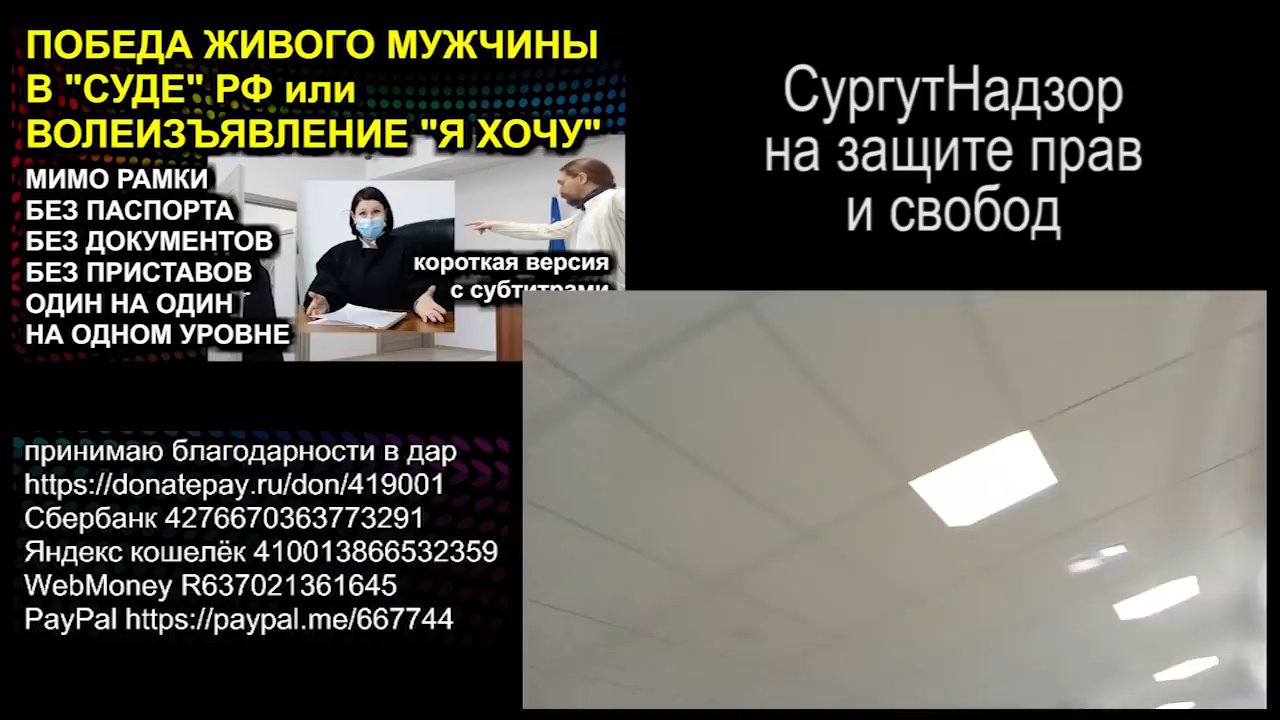 ПОБЕДА ЖИВОГО МУЖЧИНЫ
В "СУДЕ" РФ или
ВОЛЕИЗЪЯВЛЕНИЕ "Я ХОЧУ"
МИМО РАМКИ
БЕЗ ПАСПОРТА
БЕЗ ДОКУМЕНТОВ
БЕЗ ПРИСТАВОВ
ОДИН НА ОДИН
НА ОДНОМ УРОВНЕ
короткая версия
с субтитрами
СургутНадзор
на защите прав
и свобод
принимаю благодарности в дар
https://donatepay.ru/don/419001
Сбербанк 4276670363773291
Яндекс кошелёк 410013866532359
WebMoney R637021361645
PayPal https://paypal.me/667744